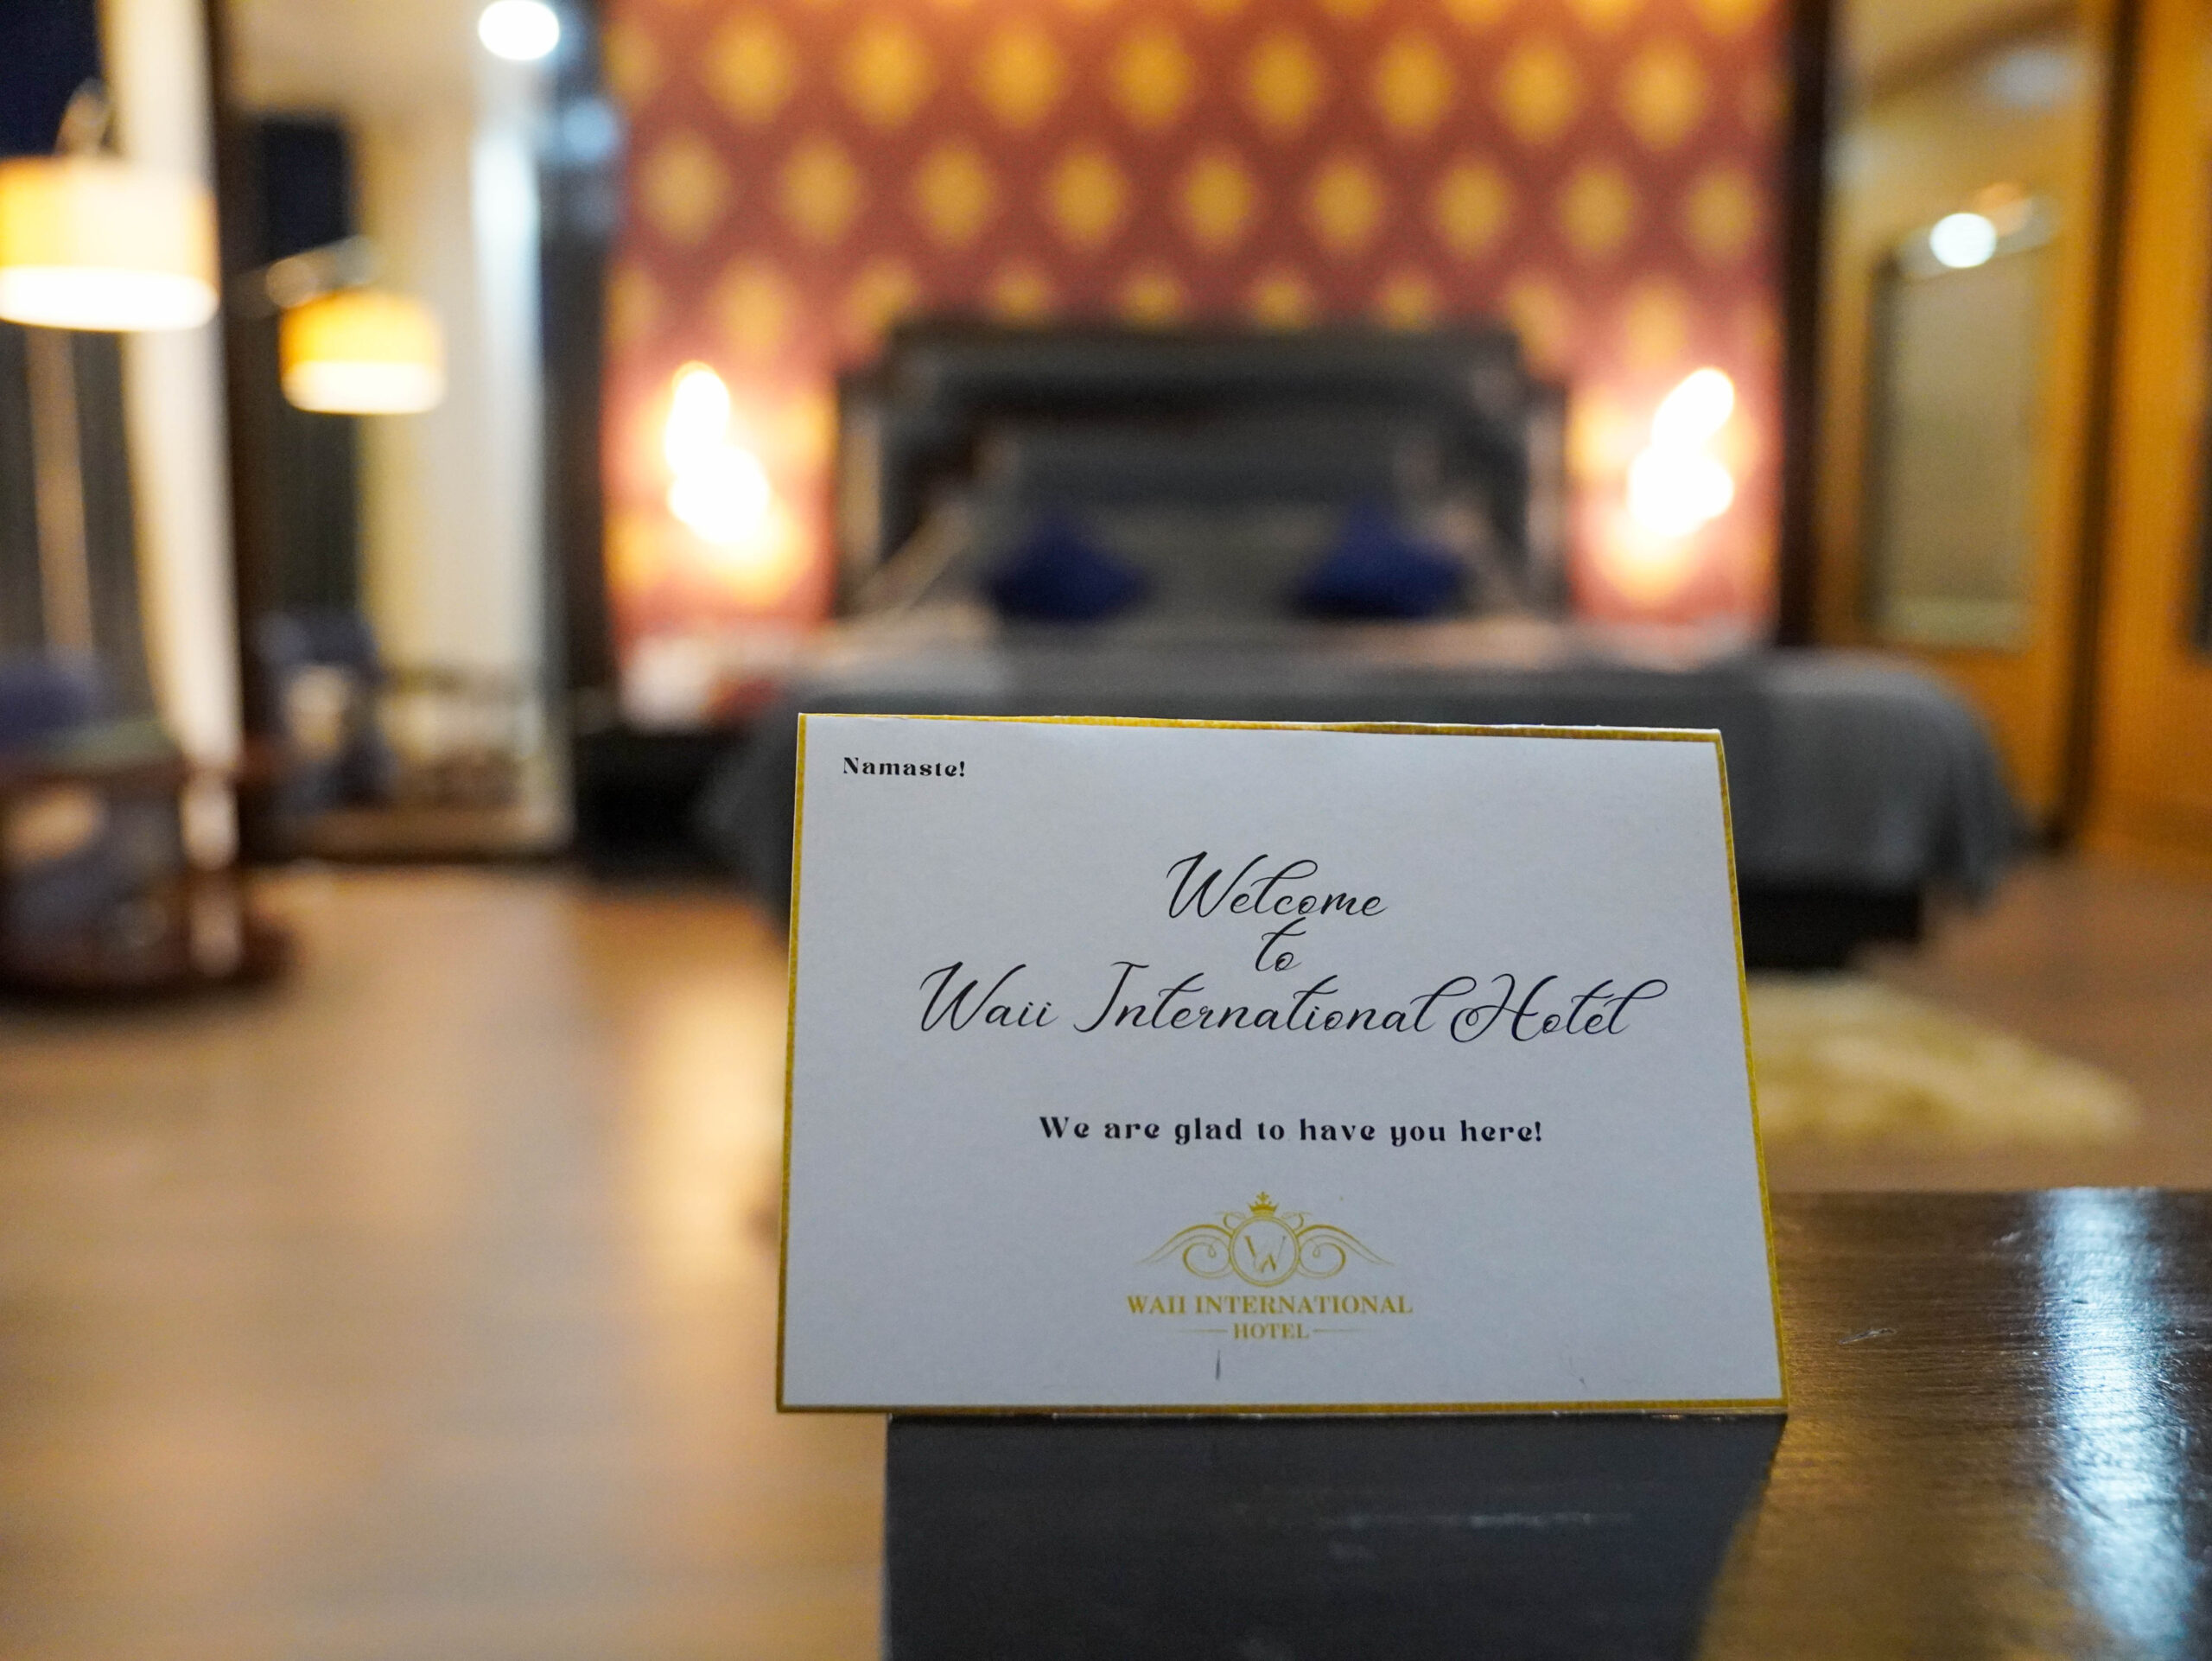 Namaste!
Welcome
to
Waii International Hotel
We are glad to have you here!
W
WAII INTERNATIONAL
HOTEL